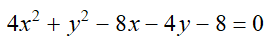 4x² + y² − 8x − 4y − 8 = 0